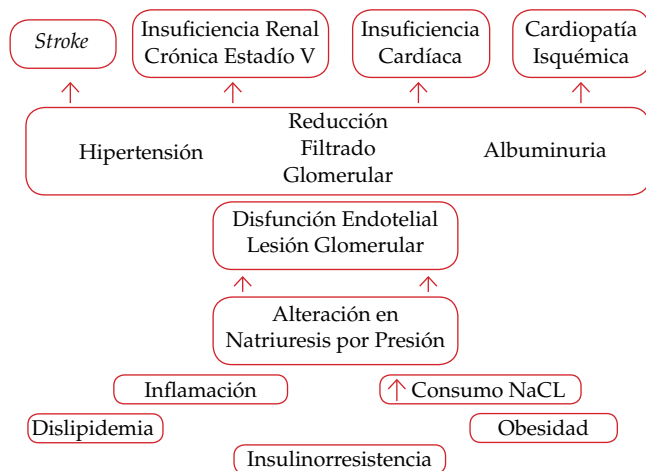 Stroke
Insuficiencia Renal
Crónica Estadío V
Insuficiencia
Cardíaca
Cardiopatía
Isquémica
Hipertensión
Reducción
Filtrado
Glomerular
Albuminuria
Disfunción Endotelial
Lesión Glomerular
Alteración en
Natriuresis por Presión
Inflamación
↑ Consumo NaCL
Dislipidemia
Obesidad
Insulinorresistencia